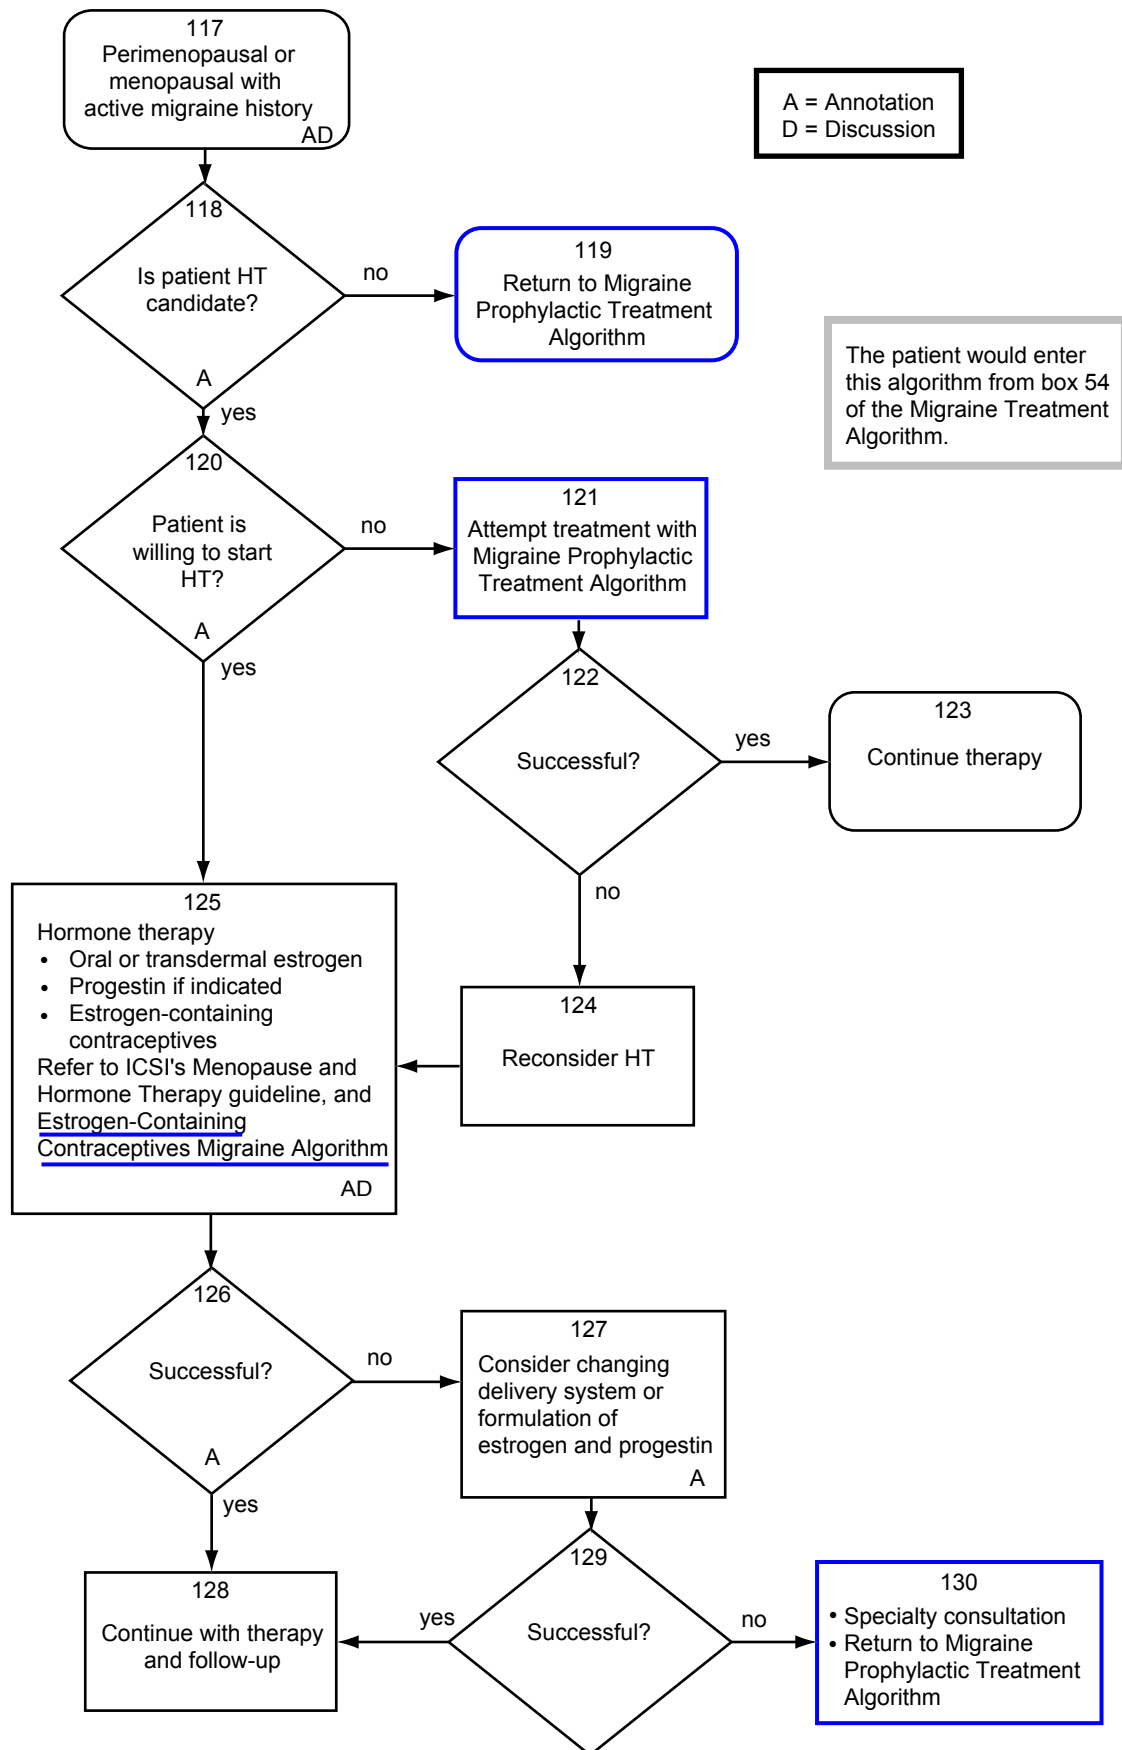 117
Perimenopausal or
menopausal with
active migraine history
AD
A = Annotation
D = Discussion
118
Is patient HT
candidate?
A
no
119
Return to Migraine
Prophylactic Treatment
Algorithm
The patient would enter
this algorithm from box 54
of the Migraine Treatment
Algorithm.
yes
120
Patient is
willing to start
HT?
A
no
121
Attempt treatment with
Migraine Prophylactic
Treatment Algorithm
yes
122
Successful?
yes
123
Continue therapy
no
124
Reconsider HT
125
Hormone therapy
• Oral or transdermal estrogen
• Progestin if indicated
• Estrogen-containing
contraceptives
Refer to ICSI's Menopause and
Hormone Therapy guideline, and
Estrogen-Containing
Contraceptives Migraine Algorithm
AD
126
Successful?
A
no
127
Consider changing
delivery system or
formulation of
estrogen and progestin
A
yes
128
Continue with therapy
and follow-up
129
Successful?
yes
no
130
• Specialty consultation
• Return to Migraine
Prophylactic Treatment
Algorithm